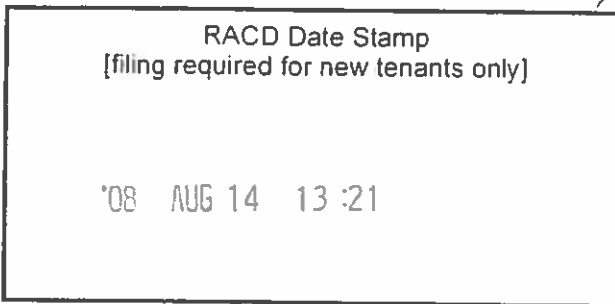 RACD Date Stamp
[filing required for new tenants only]
'08 AUG 14 13:21